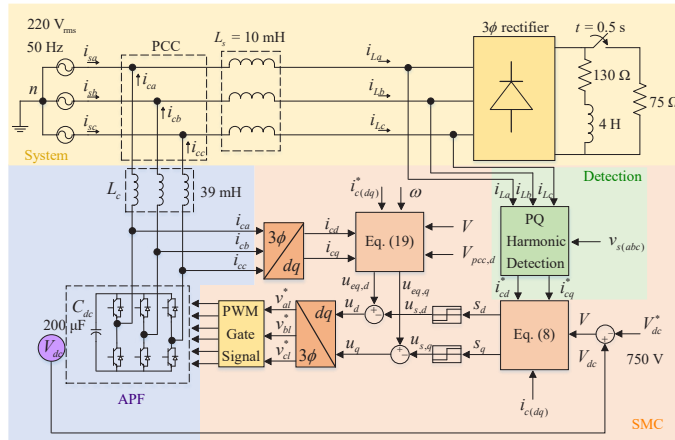 220 V_rms
50 Hz
PCC
L_s = 10 mH
3ϕ rectifier
t = 0.5 s
i_sa
i_ca
i_La
130 Ω
n
i_sb
i_cb
i_Lb
75 Ω
i_sc
i_cc
i_Lc
4 H
System
Detection
L_c
39 mH
i*_c(dq)
ω
i_La
i_Lb
i_Lc
i_ca
i_cb
i_cc
3ϕ
dq
i_cd
i_cq
Eq. (19)
V
V_pcc,d
PQ
Harmonic
Detection
v_s(abc)
u_eq,d
u_eq,q
i*_cd
i*_cq
C_dc
200 μF
V_dc
PWM
Gate
Signal
v*_al
v*_bl
v*_cl
dq
3ϕ
u_d
u_q
u_s,d
u_s,q
s_d
s_q
Eq. (8)
V
V_dc
V*_dc
750 V
i_c(dq)
APF
SMC